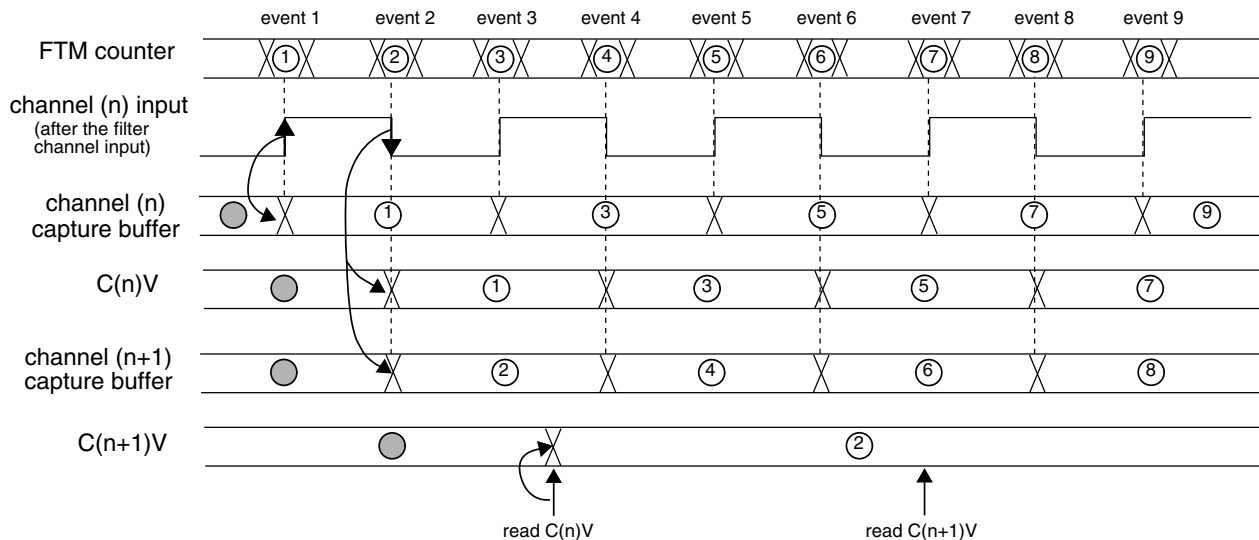 event 1 event 2 event 3 event 4 event 5 event 6 event 7 event 8 event 9
FTM counter 1 2 3 4 5 6 7 8 9
channel (n) input
(after the filter
channel input)
channel (n)
capture buffer 1 3 5 7 9
C(n)V 1 3 5 7
channel (n+1)
capture buffer 2 4 6 8
C(n+1)V 2
read C(n)V read C(n+1)V